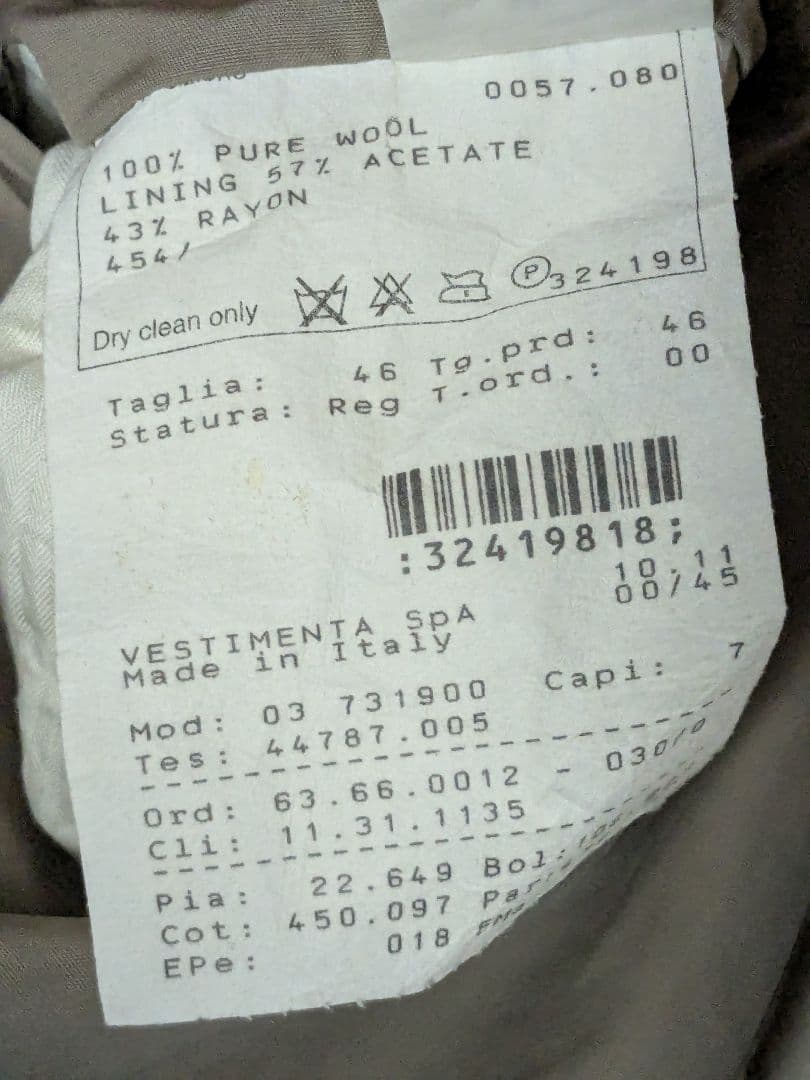 0057.080
100% PURE WOOL
LINING 57% ACETATE
43% RAYON
454/
Dry clean only P 324198
Taglia: 46 Tg.prd: 46
Statura: Reg T.ord.: 00
:32419818;
10.11
00/45
VESTIMENTA SpA
Made in Italy
Mod: 03 731900 Capi: 7
Tes: 44787.005
Ord: 63.66.0012 - 030/0
Cli: 11.31.1135
Pia: 22.649 Bol:
Cot: 450.097 Par:
EPe: 018